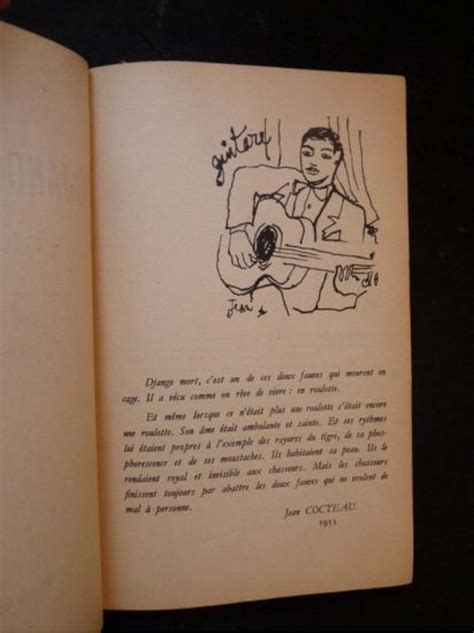 guitare
Jean
Django mort, c'est un de ces doux fauves qui meurent en
cage. Il a vécu comme on rêve de vivre : en roulotte.
Et même lorsque ce n'était plus une roulotte c'était encore
une roulotte. Son âme était ambulante et sainte. Et ses rythmes
lui étaient propres à l'exemple des rayures du tigre, de sa phos-
phorescence et de ses moustaches. Ils habitaient sa peau. Ils le
rendaient royal et invisible aux chasseurs. Mais les chasseurs
finissent toujours par abattre les doux fauves qui ne veulent de
mal à personne.
Jean COCTEAU.
1953